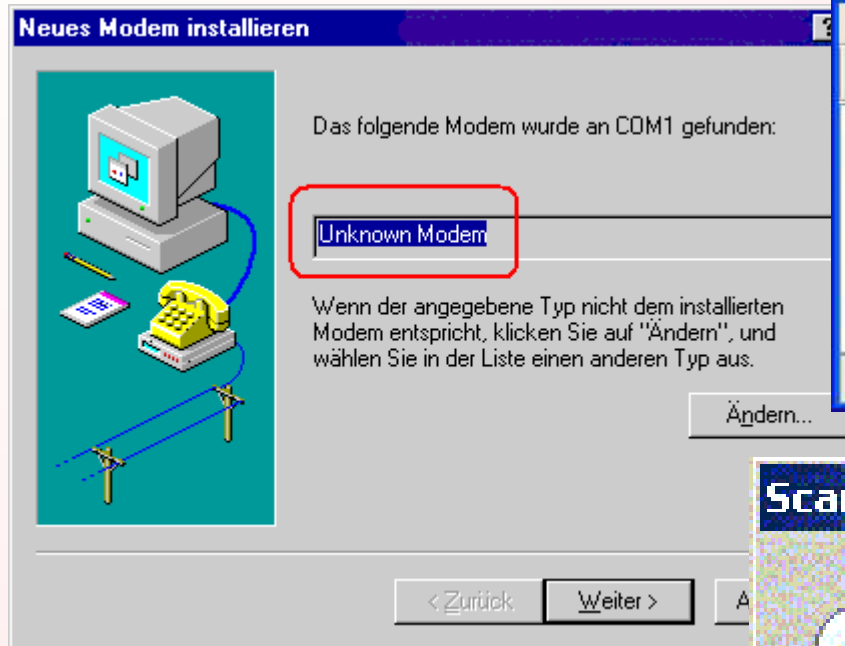 Neues Modem installieren
Das folgende Modem wurde an COM1 gefunden:
Unknown Modem
Wenn der angegebene Typ nicht dem installierten
Modem entspricht, klicken Sie auf "Ändern", und
wählen Sie in der Liste einen anderen Typ aus.
Ändern...
< Zurück
Weiter >